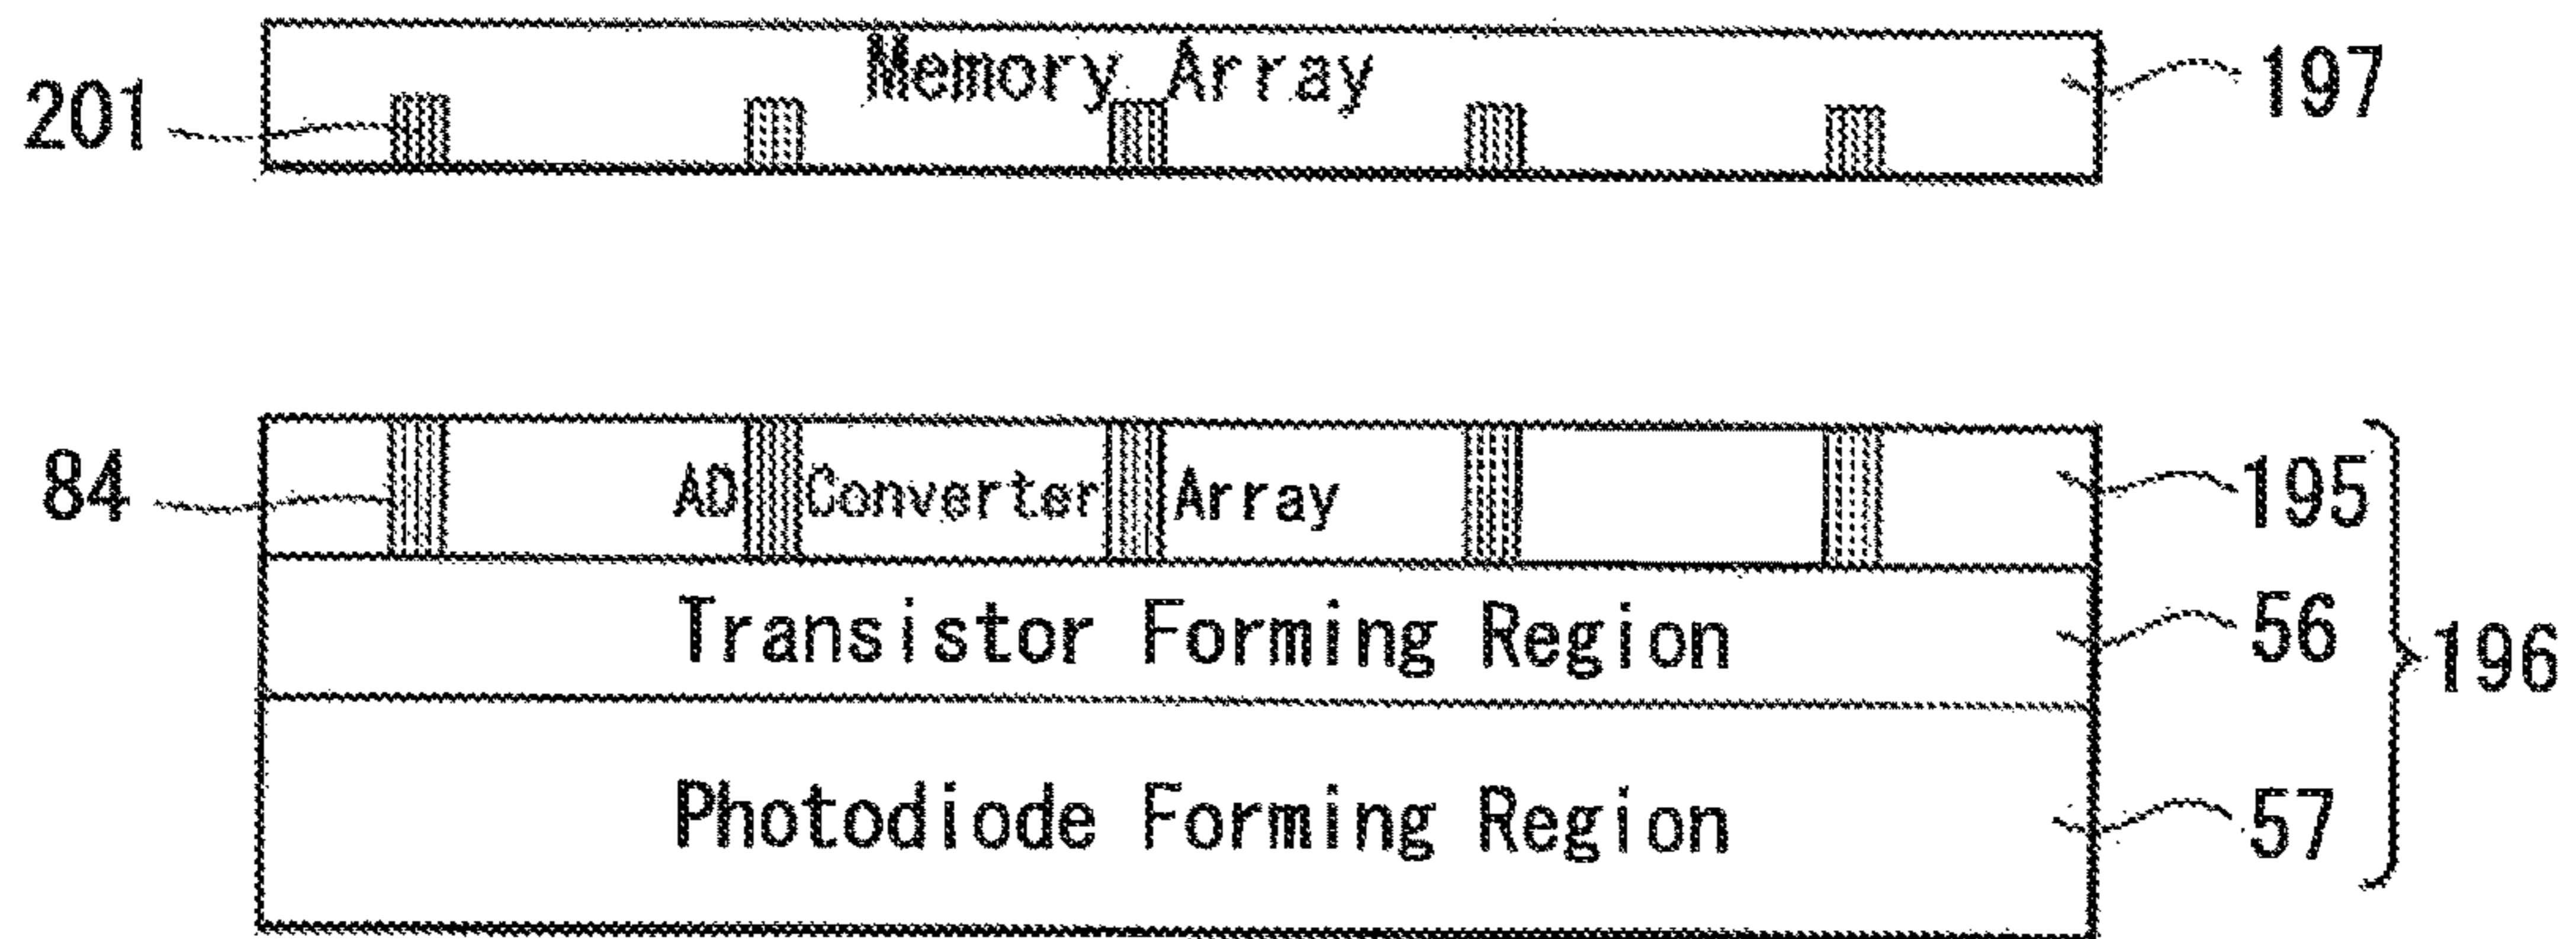 Memory Array
197
201
84
AD Converter Array
195
Transistor Forming Region
56
196
Photodiode Forming Region
57